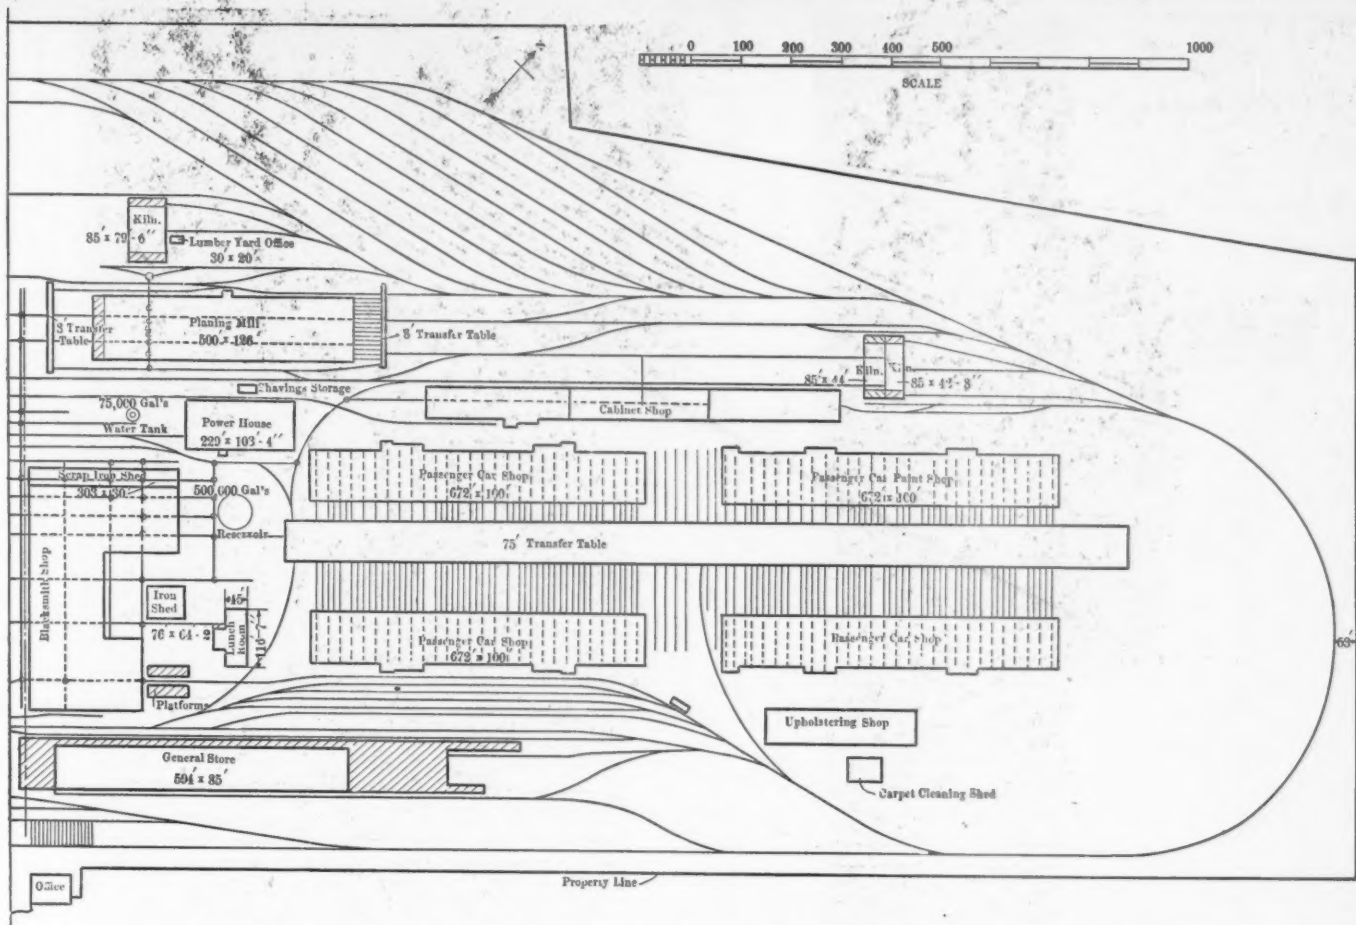 0 100 200 300 400 500 1000
SCALE
Kiln.
85' x 79'-6"
Lumber Yard Office
30' x 20'
Planing Mill
500' x 126'
Transfer
Table
8' Transfer Table
Kiln.
85' x 44'
Kiln.
85 x 42'-8"
Shavings Storage
Cabinet Shop
75,000 Gal's
Water Tank
Power House
229' x 103'-4"
Scrap Iron Shed
303 x 30'
500,000 Gal's
Reservoir
Passenger Car Shop
672' x 100'
Passenger Car Paint Shop
672' x 100
75' Transfer Table
Blacksmith Shop
Iron
Shed
76 x 64
45'
Lunch
Room
Passenger Car Shop
672' x 100'
Passenger Car Shop
63'
Platforms
General Store
594' x 85'
Upholstering Shop
Carpet Cleaning Shed
Property Line
Office